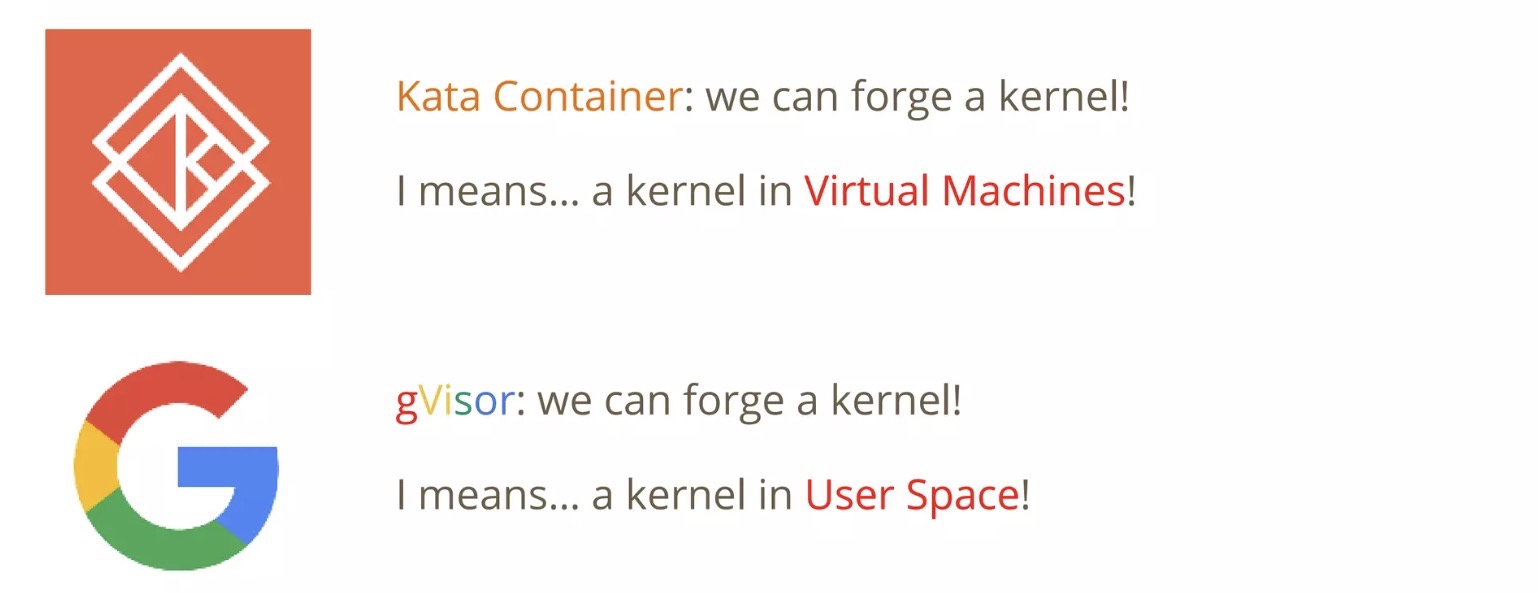 Kata Container: we can forge a kernel!
I means... a kernel in Virtual Machines!
gVisor: we can forge a kernel!
I means... a kernel in User Space!